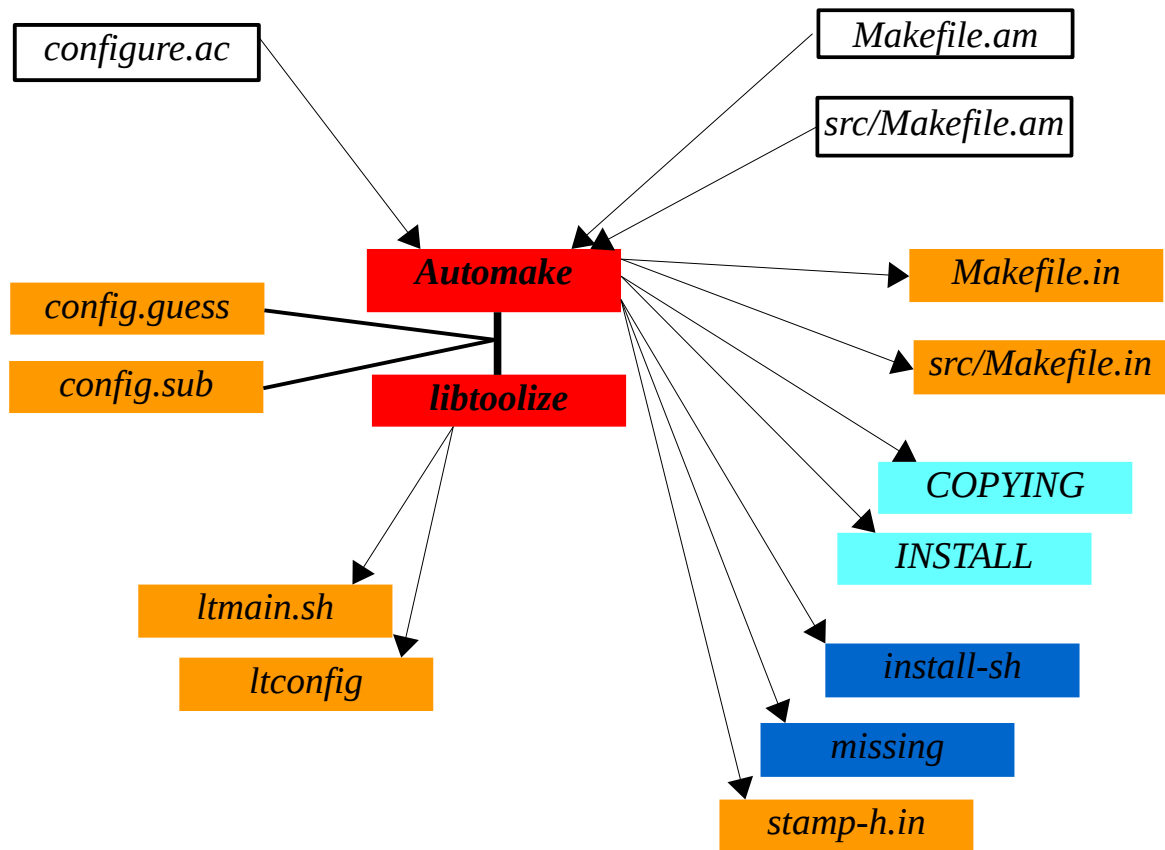 configure.ac
Makefile.am
src/Makefile.am
Automake
Makefile.in
config.guess
src/Makefile.in
config.sub
libtoolize
COPYING
INSTALL
ltmain.sh
install-sh
ltconfig
missing
stamp-h.in